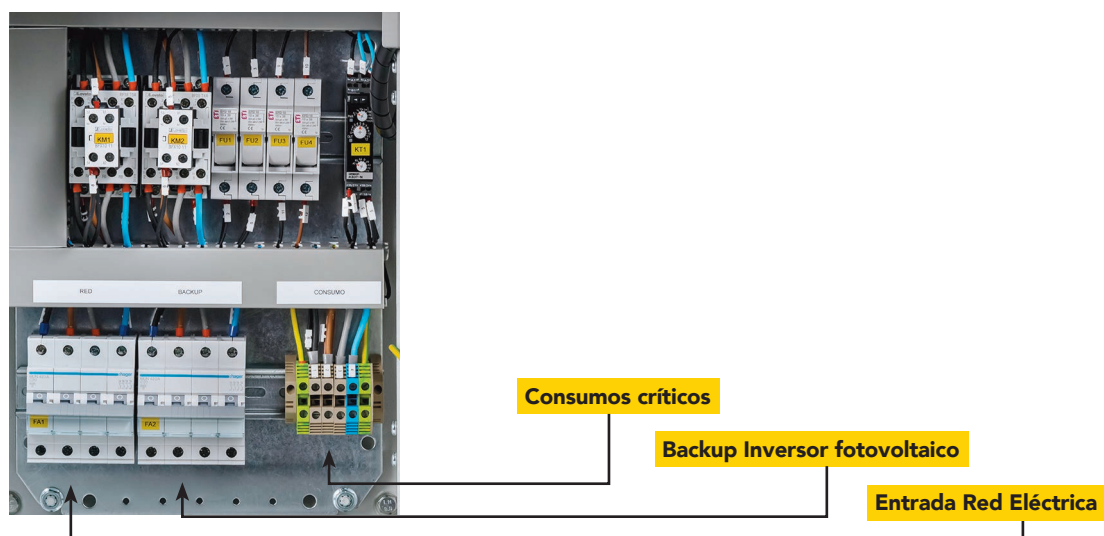 KM1
KM2
FU1
FU2
FU3
FU4
KT1
RED
BACKUP
CONSUMO
FA1
FA2
Consumos críticos
Backup Inversor fotovoltaico
Entrada Red Eléctrica